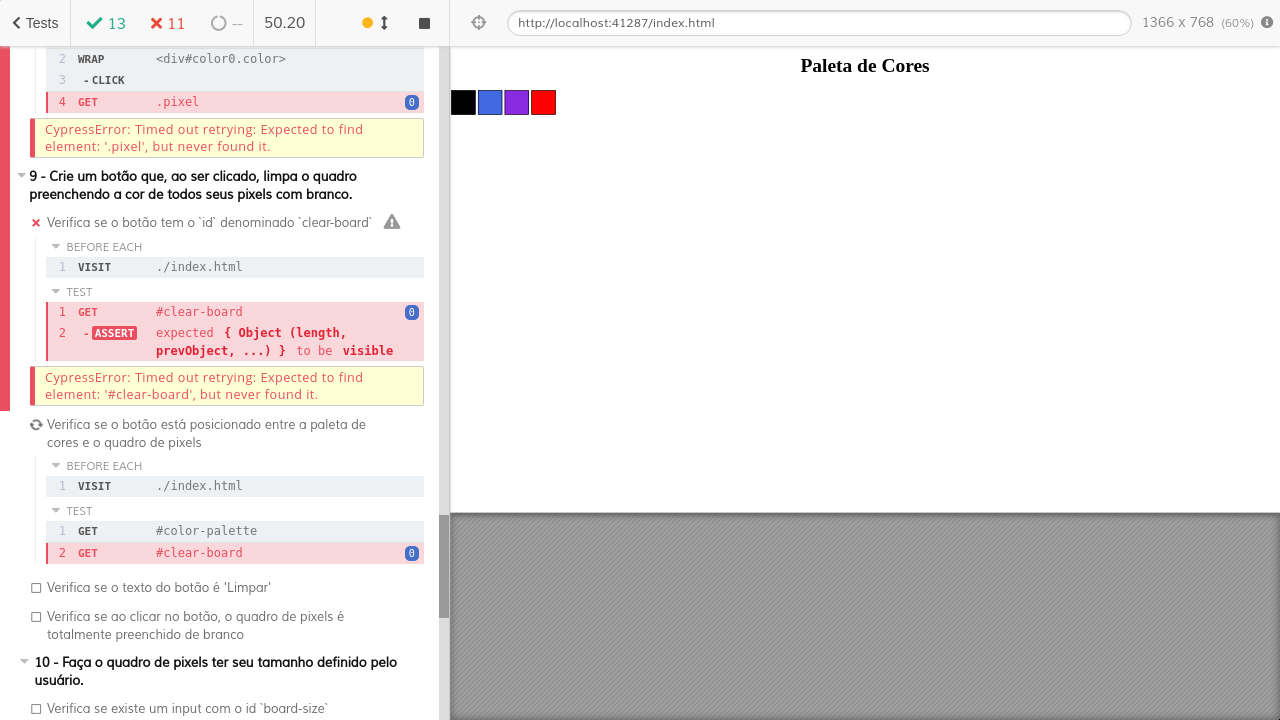 Tests 13 11 -- 50.20
http://localhost:41287/index.html 1366 x 768 (60%)
2 WRAP <div#color0.color>
3 -CLICK
4 GET .pixel 0
CypressError: Timed out retrying: Expected to find
element: '.pixel', but never found it.
9 - Crie um botão que, ao ser clicado, limpa o quadro
preenchendo a cor de todos seus pixels com branco.
Verifica se o botão tem o `id` denominado `clear-board`
BEFORE EACH
1 VISIT ./index.html
TEST
1 GET #clear-board 0
2 -ASSERT expected { Object (length,
prevObject, ...) } to be visible
CypressError: Timed out retrying: Expected to find
element: '#clear-board', but never found it.
Verifica se o botão está posicionado entre a paleta de
cores e o quadro de pixels
BEFORE EACH
1 VISIT ./index.html
TEST
1 GET #color-palette
2 GET #clear-board 0
Verifica se o texto do botão é 'Limpar'
Verifica se ao clicar no botão, o quadro de pixels é
totalmente preenchido de branco
10 - Faça o quadro de pixels ter seu tamanho definido pelo
usuário.
Verifica se existe um input com o id `board-size`
Paleta de Cores